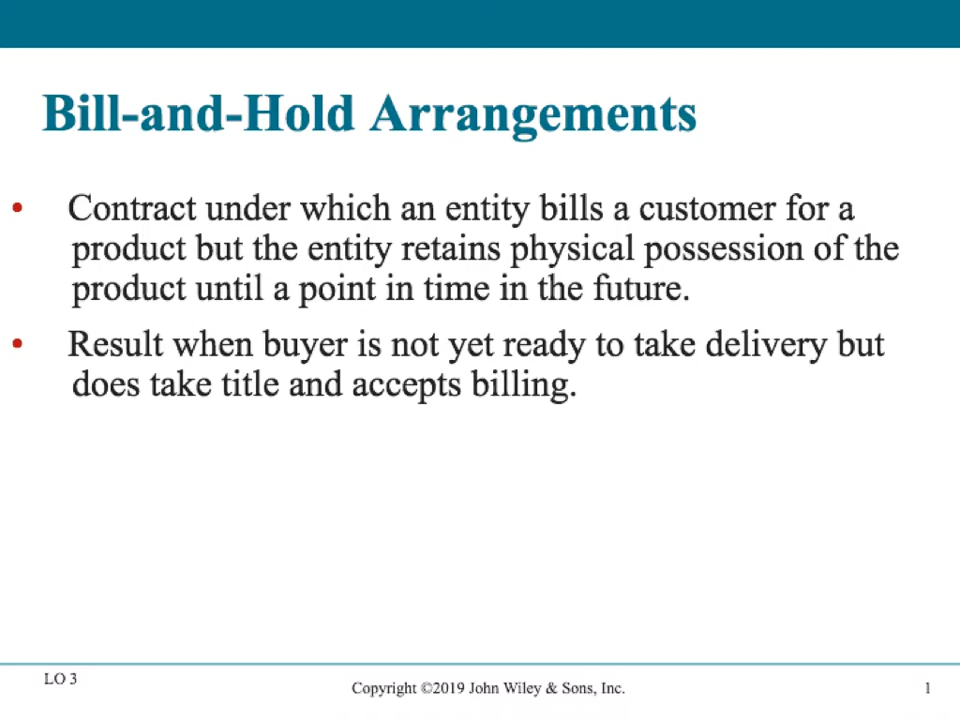 Bill-and-Hold Arrangements
• Contract under which an entity bills a customer for a
product but the entity retains physical possession of the
product until a point in time in the future.
• Result when buyer is not yet ready to take delivery but
does take title and accepts billing.
LO 3
Copyright ©2019 John Wiley & Sons, Inc.
1